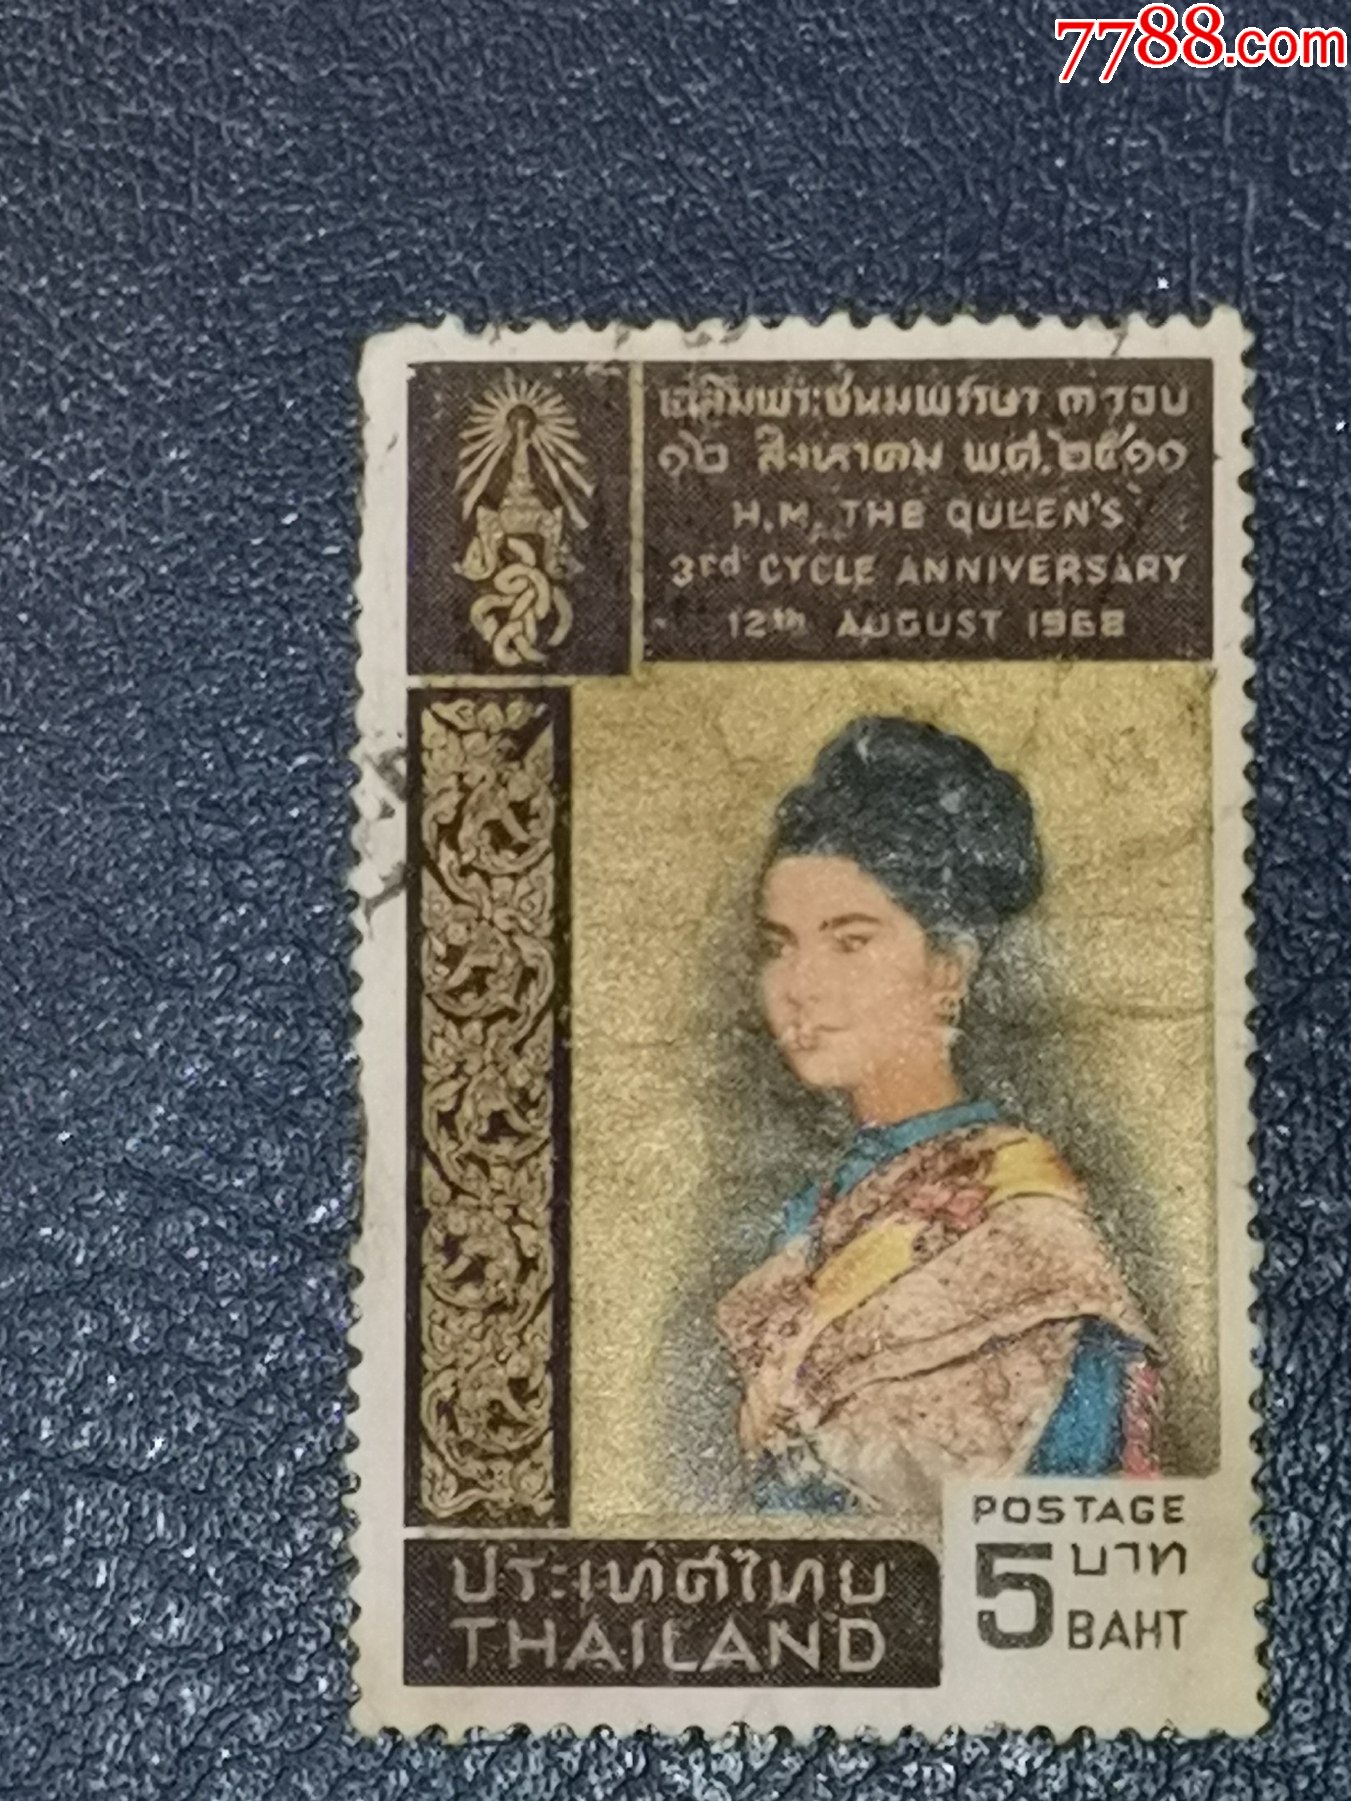 7788.com
เฉลิมพระชนมพรรษา ๓ รอบ
๑๒ สิงหาคม พ.ศ. ๒๕๑๑
H.M. THE QUEEN'S
3rd CYCLE ANNIVERSARY
12th AUGUST 1968
POSTAGE
5 บาท
BAHT
ประเทศไทย
THAILAND